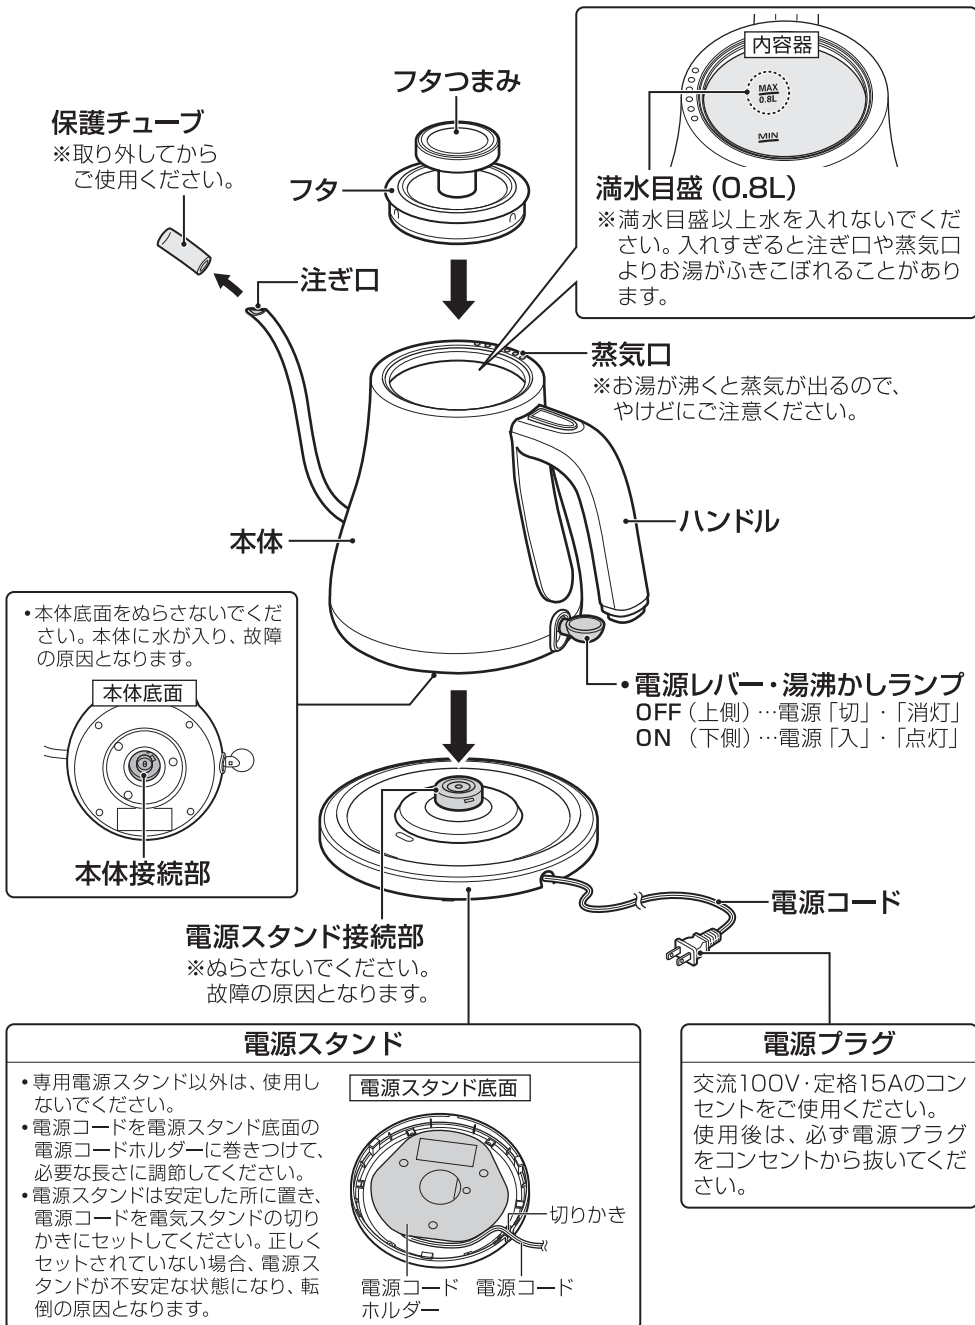 内容器
MAX
0.8L
MIN
満水目盛 (0.8L)
※満水目盛以上水を入れないでくだ
さい。入れすぎると注ぎ口や蒸気口
よりお湯がふきこぼれることがあり
ます。
フタつまみ
保護チューブ
※取り外してから
ご使用ください。
フタ
注ぎ口
蒸気口
※お湯が沸くと蒸気が出るので、
やけどにご注意ください。
ハンドル
本体
•本体底面をぬらさないでくだ
さい。本体に水が入り、故障
の原因となります。
本体底面
本体接続部
•電源レバー・湯沸かしランプ
OFF(上側)…電源「切」・「消灯」
ON (下側)…電源「入」・「点灯」
電源コード
電源スタンド接続部
※ぬらさないでください。
故障の原因となります。
電源スタンド
•専用電源スタンド以外は、使用し
ないでください。
•電源コードを電源スタンド底面の
電源コードホルダーに巻きつけて、
必要な長さに調節してください。
•電源スタンドは安定した所に置き、
電源コードを電気スタンドの切り
かきにセットしてください。正しく
セットされていない場合、電源ス
タンドが不安定な状態になり、転
倒の原因となります。
電源スタンド底面
切りかき
電源コード
ホルダー
電源コード
電源プラグ
交流100V・定格15Aのコン
セントをご使用ください。
使用後は、必ず電源プラグ
をコンセントから抜いてくだ
さい。